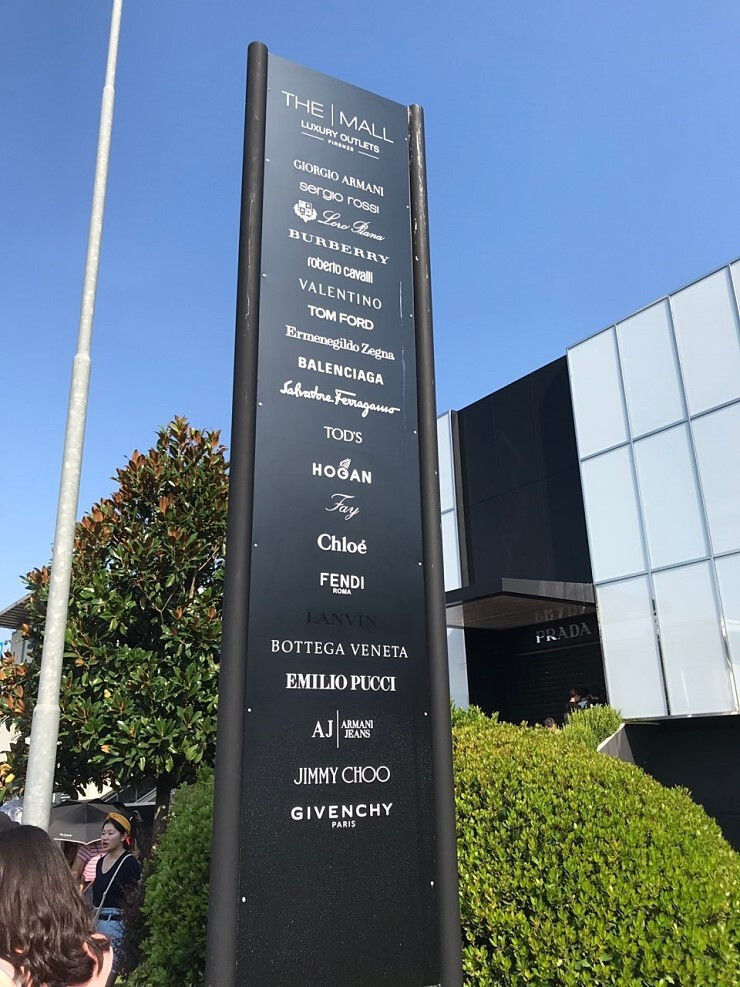 THE | MALL
LUXURY OUTLETS
FIRENZE
GIORGIO ARMANI
sergio rossi
Loro Piana
BURBERRY
roberto cavalli
VALENTINO
TOM FORD
Ermenegildo Zegna
BALENCIAGA
Salvatore Ferragamo
TOD'S
HOGAN
Fay
Chloé
FENDI
ROMA
LANVIN
BOTTEGA VENETA
EMILIO PUCCI
AJ | ARMANI
JEANS
JIMMY CHOO
GIVENCHY
PARIS
PRADA